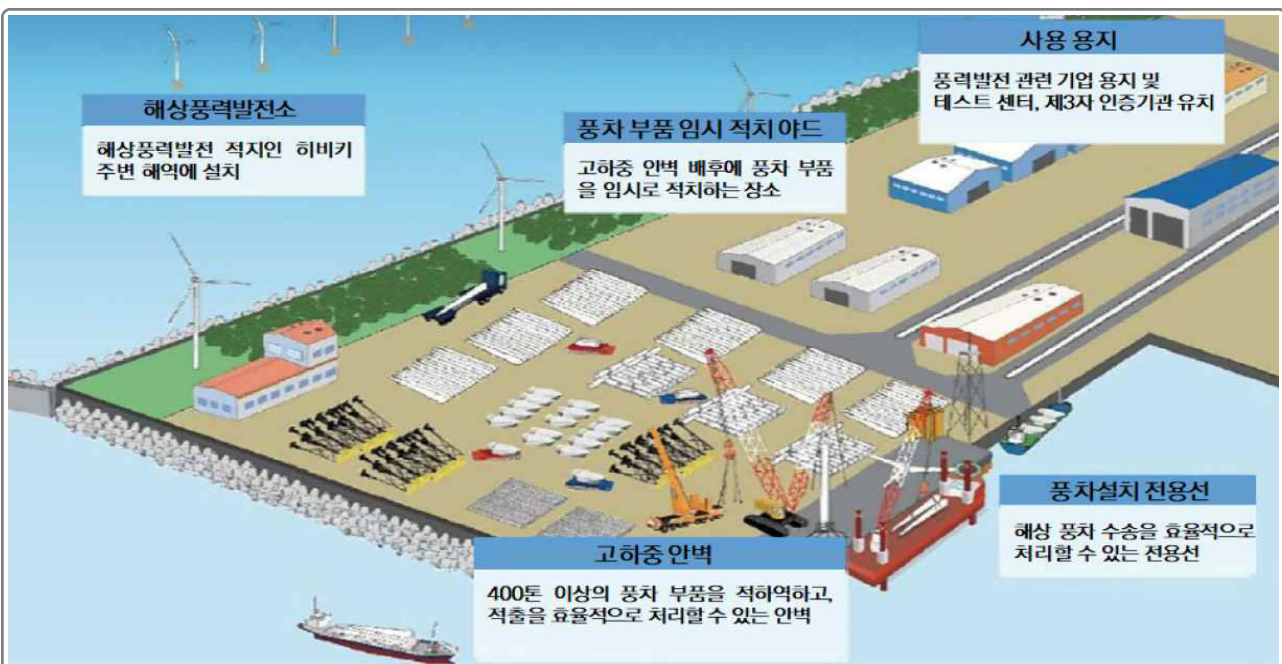 사용 용지
풍력발전 관련 기업 용지 및
테스트 센터, 제3자 인증기관 유치
해상풍력발전소
해상풍력발전 적지인 히비키
주변 해역에 설치
풍차 부품 임시 적치 야드
고하중 안벽 배후에 풍차 부품
을 임시로 적치하는 장소
풍차설치 전용선
해상 풍차 수송을 효율적으로
처리할 수 있는 전용선
고하중 안벽
400톤 이상의 풍차 부품을 적하역하고,
적출을 효율적으로 처리할 수 있는 안벽